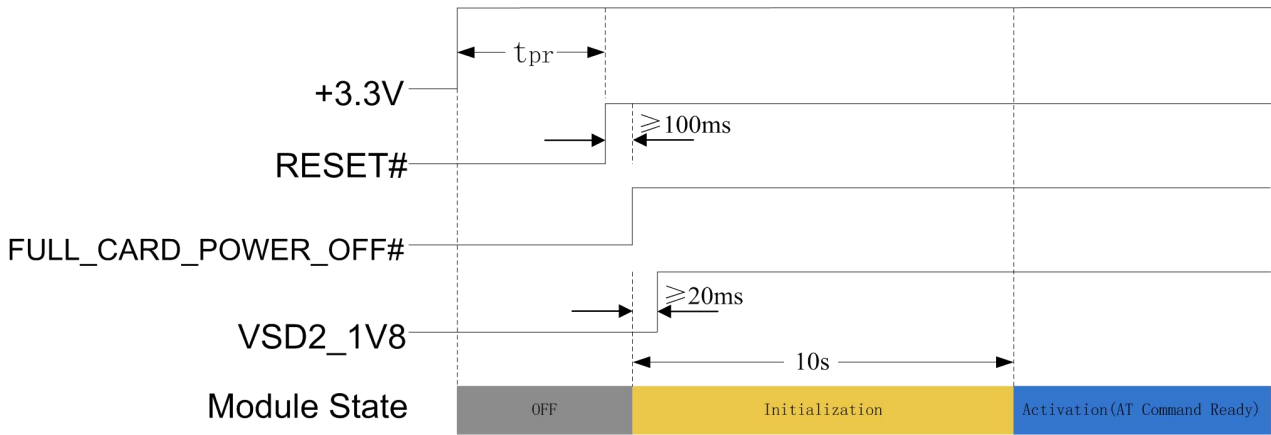 tpr
+3.3V
≥100ms
RESET#
FULL_CARD_POWER_OFF#
≥20ms
VSD2_1V8
10s
Module State
OFF
Initialization
Activation(AT Command Ready)